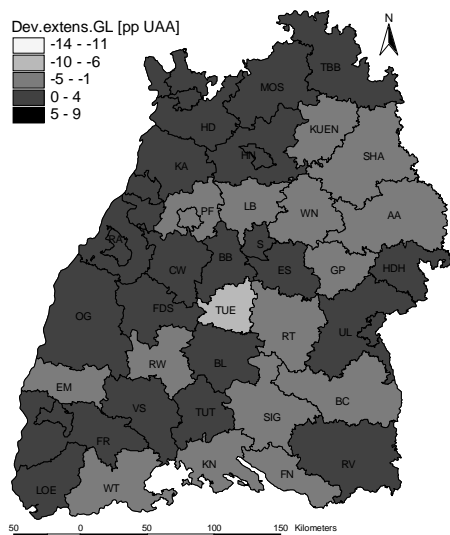 Dev.extens.GL [pp UAA]
-14 - -11
-10 - -6
-5 - -1
0 - 4
5 - 9
N
TBB
MOS
KUEN
HD
HN
SHA
KA
PF
LB
WN
AA
RA
S
BB
CW
ES
GP
HDH
OG
FDS
TUE
RT
UL
RW
BL
EM
BC
VS
TUT
SIG
FR
KN
FN
RV
LOE
WT
50 0 50 100 150 Kilometers